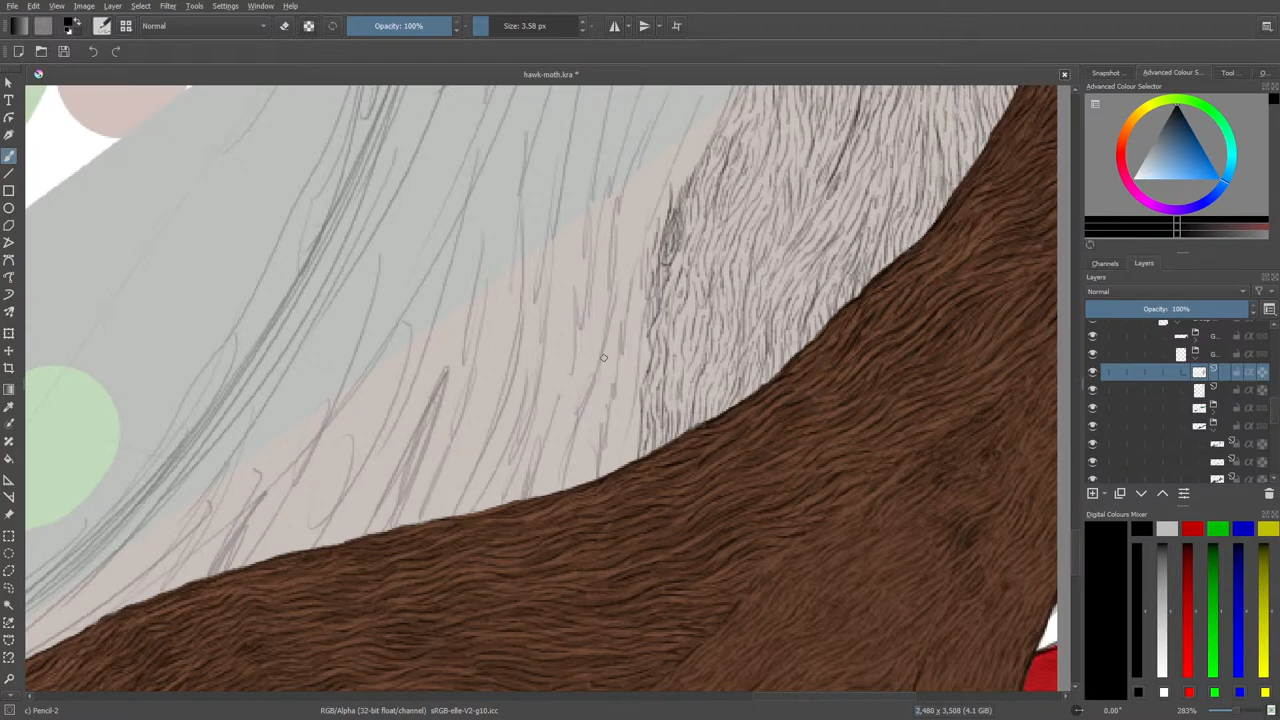 File Edit View Image Layer Select Filter Tools Settings Window Help
Normal Opacity: 100% Size: 3.58 px
hawk-moth.kra *
Snapshot ... Advanced Colour S... Tool ...
Advanced Colour Selector
Channels Layers
Layers
Normal
Opacity: 100%
G...
G...
Digital Colours Mixer
c) Pencil-2 RGB/Alpha (32-bit float/channel) sRGB-elle-V2-g10.icc 2,480 x 3,508 (4.1 GiB) 0.00° 283%